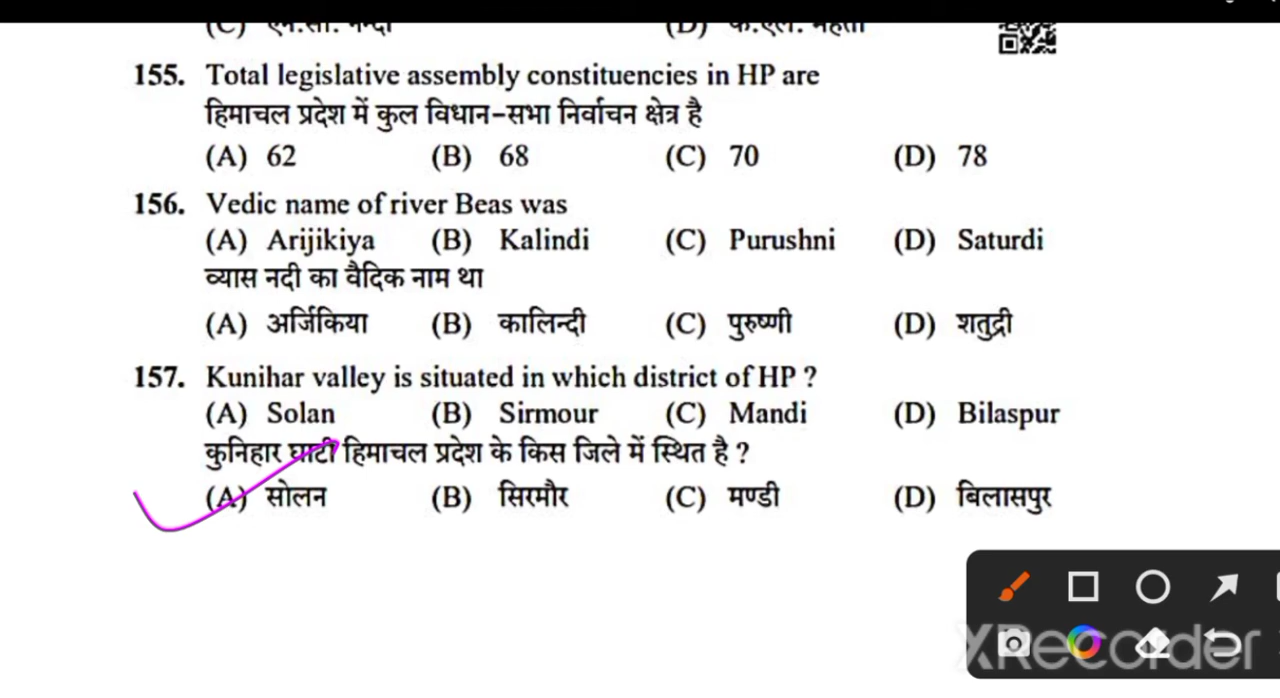 155. Total legislative assembly constituencies in HP are
हिमाचल प्रदेश में कुल विधान-सभा निर्वाचन क्षेत्र है
(A) 62 (B) 68 (C) 70 (D) 78
156. Vedic name of river Beas was
(A) Arijikiya (B) Kalindi (C) Purushni (D) Saturdi
व्यास नदी का वैदिक नाम था
(A) अर्जिकिया (B) कालिन्दी (C) पुरुष्णी (D) शतुद्री
157. Kunihar valley is situated in which district of HP ?
(A) Solan (B) Sirmour (C) Mandi (D) Bilaspur
कुनिहार घाटी हिमाचल प्रदेश के किस जिले में स्थित है ?
(A) सोलन (B) सिरमौर (C) मण्डी (D) बिलासपुर
XRecorder